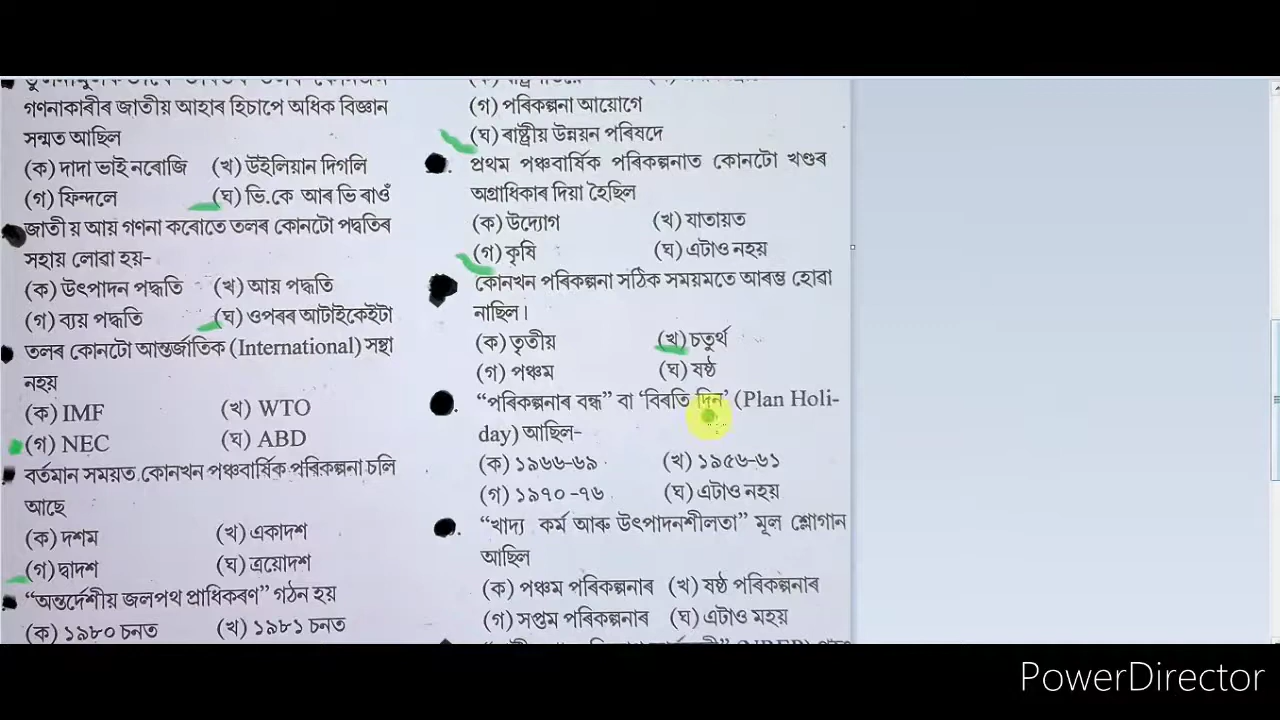 গণনাকাৰীৰ জাতীয় আহাৰ হিচাপে অধিক বিজ্ঞান
সন্মত আছিল
(ক) দাদা ভাই নৰোজি (খ) উইলিয়ান দিগলি
(গ) ফিন্দলে (ঘ) ভি.কে আৰ ভি ৰাওঁ
জাতী য় আয় গণনা কৰোতে তলৰ কোনটো পদ্বতিৰ
সহায় লোৱা হয়-
(ক) উৎপাদন পদ্ধতি (খ) আয় পদ্ধতি
(গ) ব্যয় পদ্ধতি (ঘ) ওপৰৰ আটাইকেইটা
তলৰ কোনটো আন্তৰ্জাতিক (International) সন্থা
নহয়
(ক) IMF (খ) WTO
(গ) NEC (ঘ) ABD
বৰ্তমান সময়ত কোনখন পঞ্চবাৰ্ষিক পৰিকল্পনা চলি
আছে
(ক) দশম (খ) একাদশ
(গ) দ্বাদশ (ঘ) ত্ৰয়োদশ
“অন্তৰ্দেশীয় জলপথ প্ৰাধিকৰণ” গঠন হয়
(ক) ১৯৮০ চনত (খ) ১৯৮১ চনত
(গ) পৰিকল্পনা আয়োগে
(ঘ) ৰাষ্ট্ৰীয় উন্নয়ন পৰিষদে
প্ৰথম পঞ্চবাৰ্ষিক পৰিকল্পনাত কোনটো খণ্ডৰ
অগ্ৰাধিকাৰ দিয়া হৈছিল
(ক) উদ্যোগ (খ) যাতায়ত
(গ) কৃষি (ঘ) এটাও নহয়
কোনখন পৰিকল্পনা সঠিক সময়মতে আৰম্ভ হোৱা
নাছিল।
(ক) তৃতীয় (খ) চতুৰ্থ
(গ) পঞ্চম (ঘ) ষষ্ঠ
“পৰিকল্পনাৰ বন্ধ” বা ‘বিৰতি দিন’ (Plan Holi-
day) আছিল-
(ক) ১৯৬৬-৬৯ (খ) ১৯৫৬-৬১
(গ) ১৯৭০ -৭৬ (ঘ) এটাও নহয়
“খাদ্য কৰ্ম আৰু উৎপাদনশীলতা” মূল শ্লোগান
আছিল
(ক) পঞ্চম পৰিকল্পনাৰ (খ) ষষ্ঠ পৰিকল্পনাৰ
(গ) সপ্তম পৰিকল্পনাৰ (ঘ) এটাও মহয়
PowerDirector